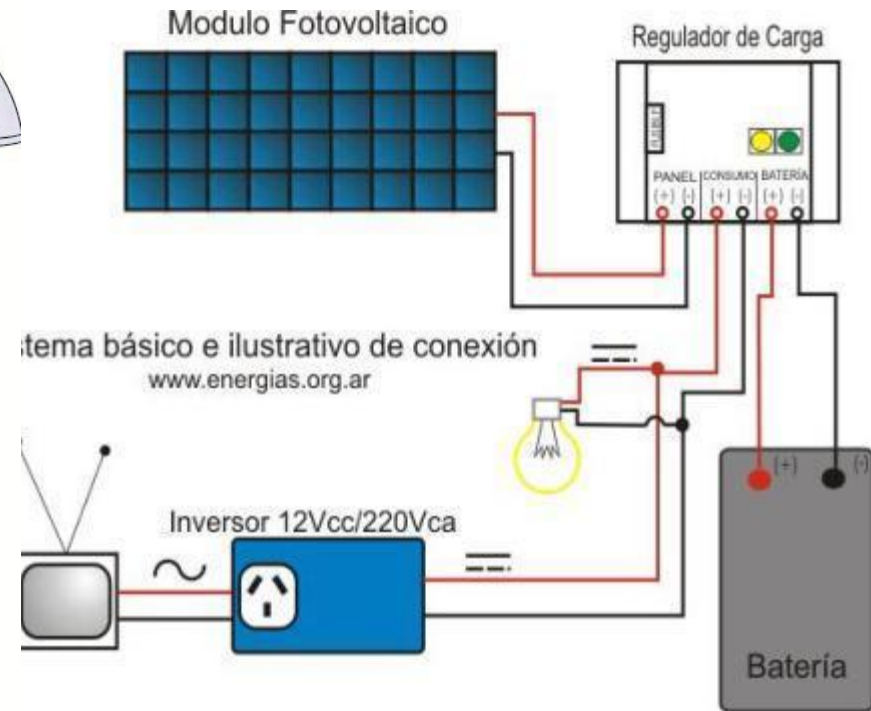 Modulo Fotovoltaico
Regulador de Carga
FUSIBLE
PANEL CONSUMO BATERÍA
(+) (-) (+) (-) (+) (-)
stema básico e ilustrativo de conexión
www.energias.org.ar
(+) (-)
Inversor 12Vcc/220Vca
Batería